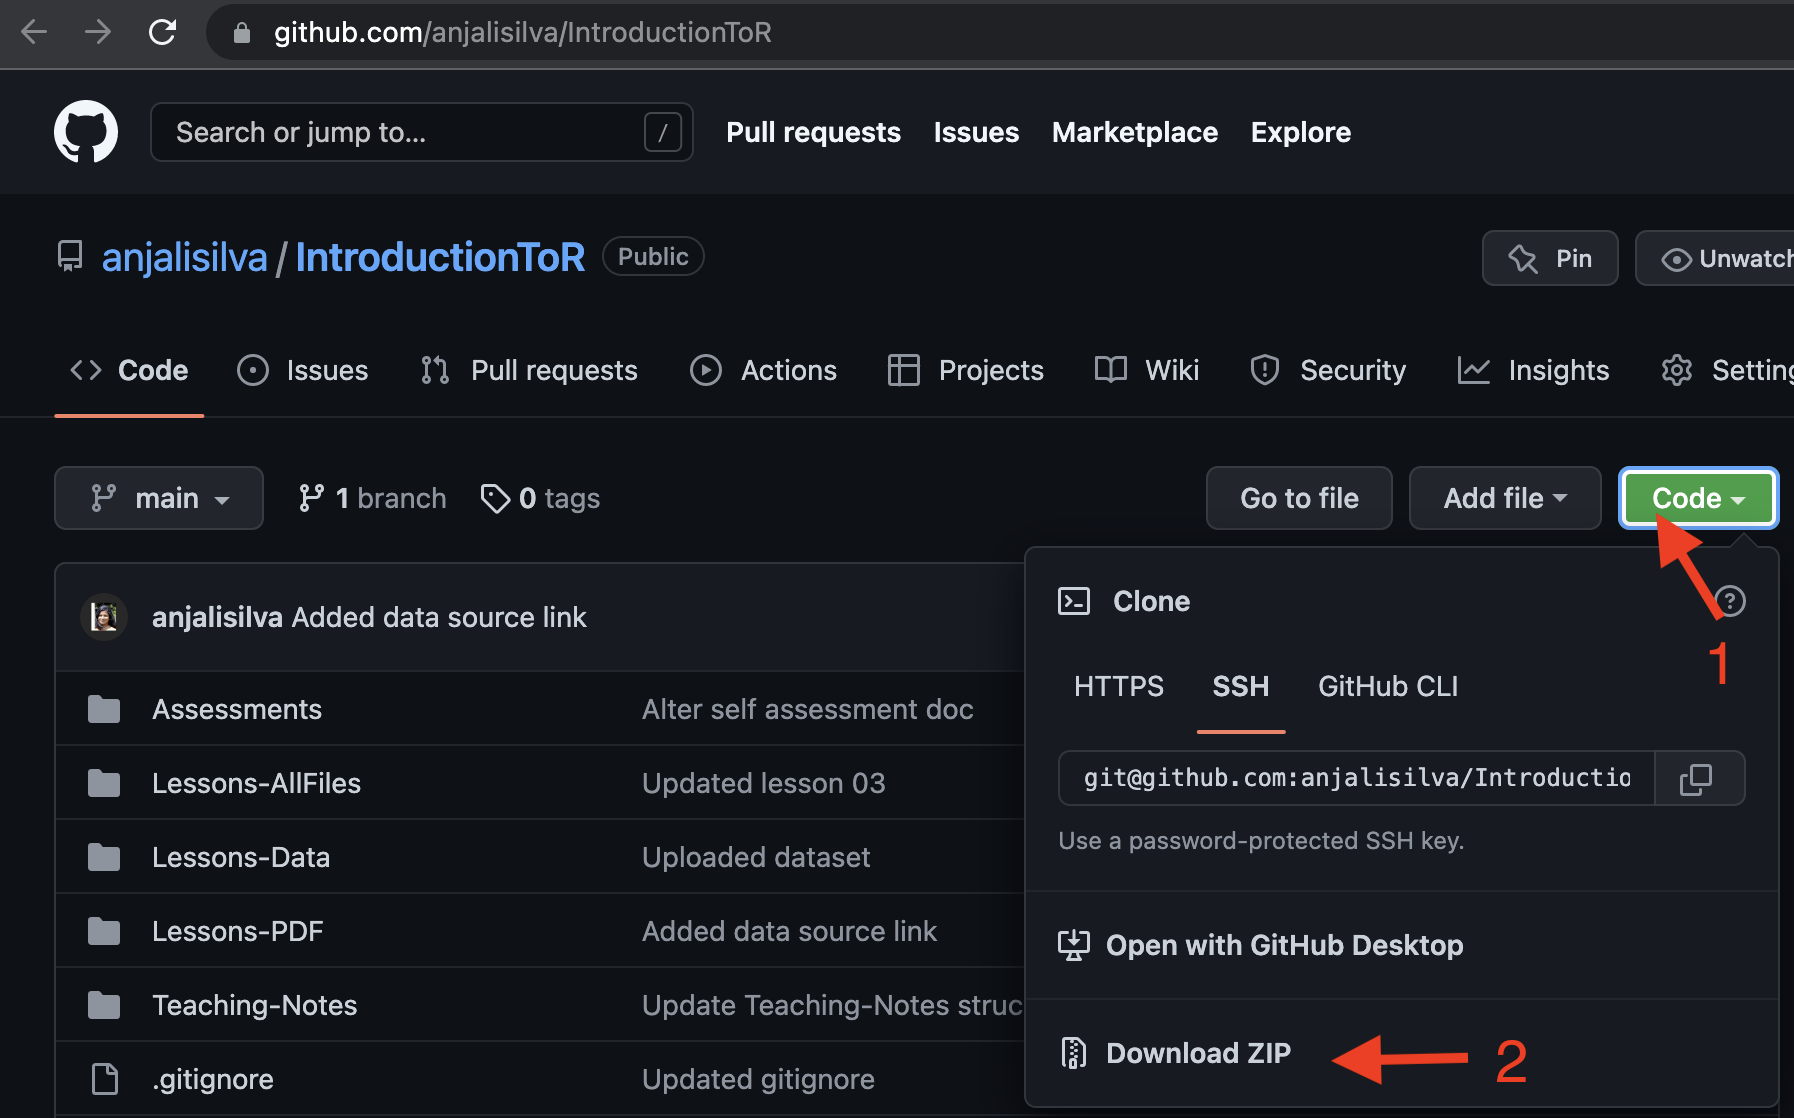 github.com/anjalisilva/IntroductionToR
Search or jump to... / Pull requests Issues Marketplace Explore
anjalisilva / IntroductionToR Public Pin Unwatch
Code Issues Pull requests Actions Projects Wiki Security Insights Setting
main 1 branch 0 tags Go to file Add file Code
anjalisilva Added data source link
Assessments Alter self assessment doc
Lessons-AllFiles Updated lesson 03
Lessons-Data Uploaded dataset
Lessons-PDF Added data source link
Teaching-Notes Update Teaching-Notes struc
.gitignore Updated gitignore
Clone ?
1
HTTPS SSH GitHub CLI
git@github.com:anjalisilva/Introductio
Use a password-protected SSH key.
Open with GitHub Desktop
Download ZIP 2